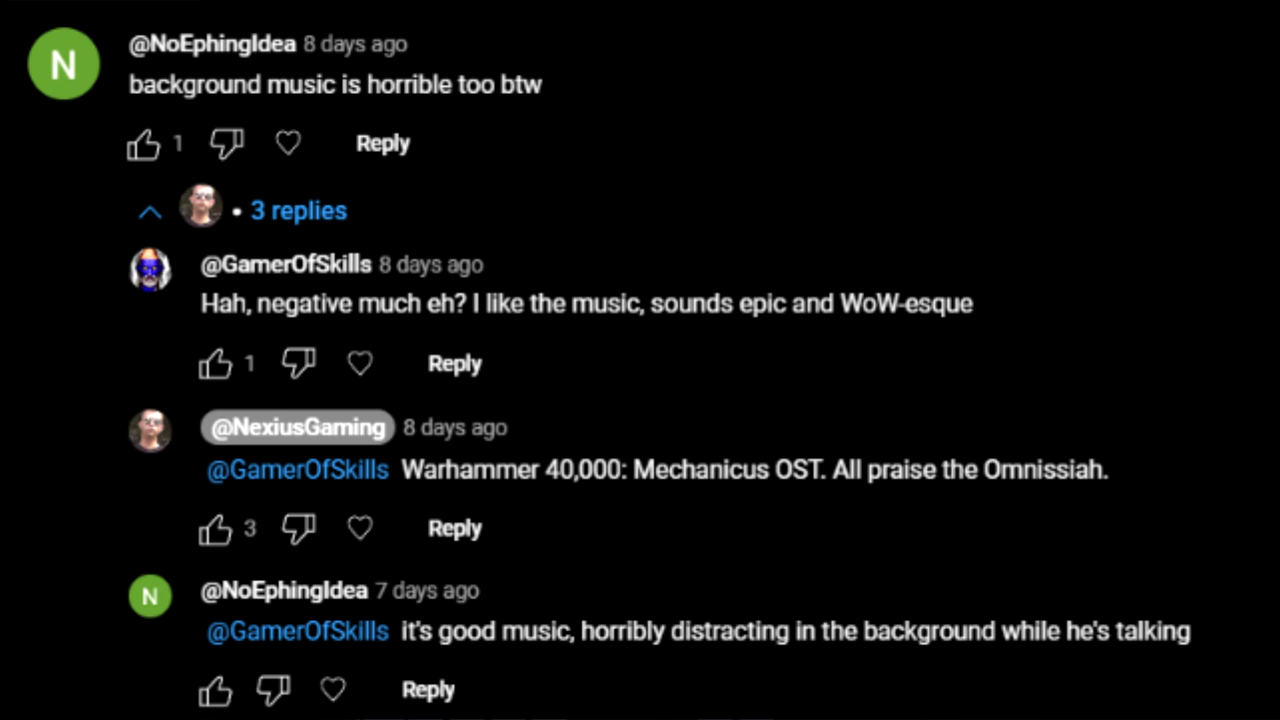 N
@NoEphingIdea 8 days ago
background music is horrible too btw
1 Reply
• 3 replies
@GamerOfSkills 8 days ago
Hah, negative much eh? I like the music, sounds epic and WoW-esque
1 Reply
@NexiusGaming 8 days ago
@GamerOfSkills Warhammer 40,000: Mechanicus OST. All praise the Omnissiah.
3 Reply
N
@NoEphingIdea 7 days ago
@GamerOfSkills it's good music, horribly distracting in the background while he's talking
Reply